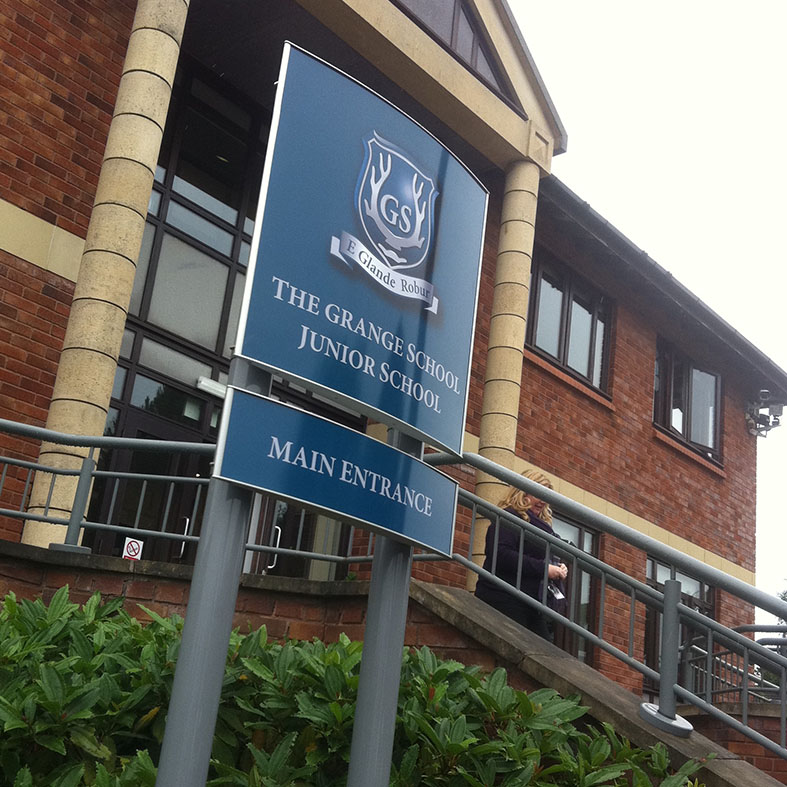 GS
E Glande Robur
THE GRANGE SCHOOL
JUNIOR SCHOOL
MAIN ENTRANCE